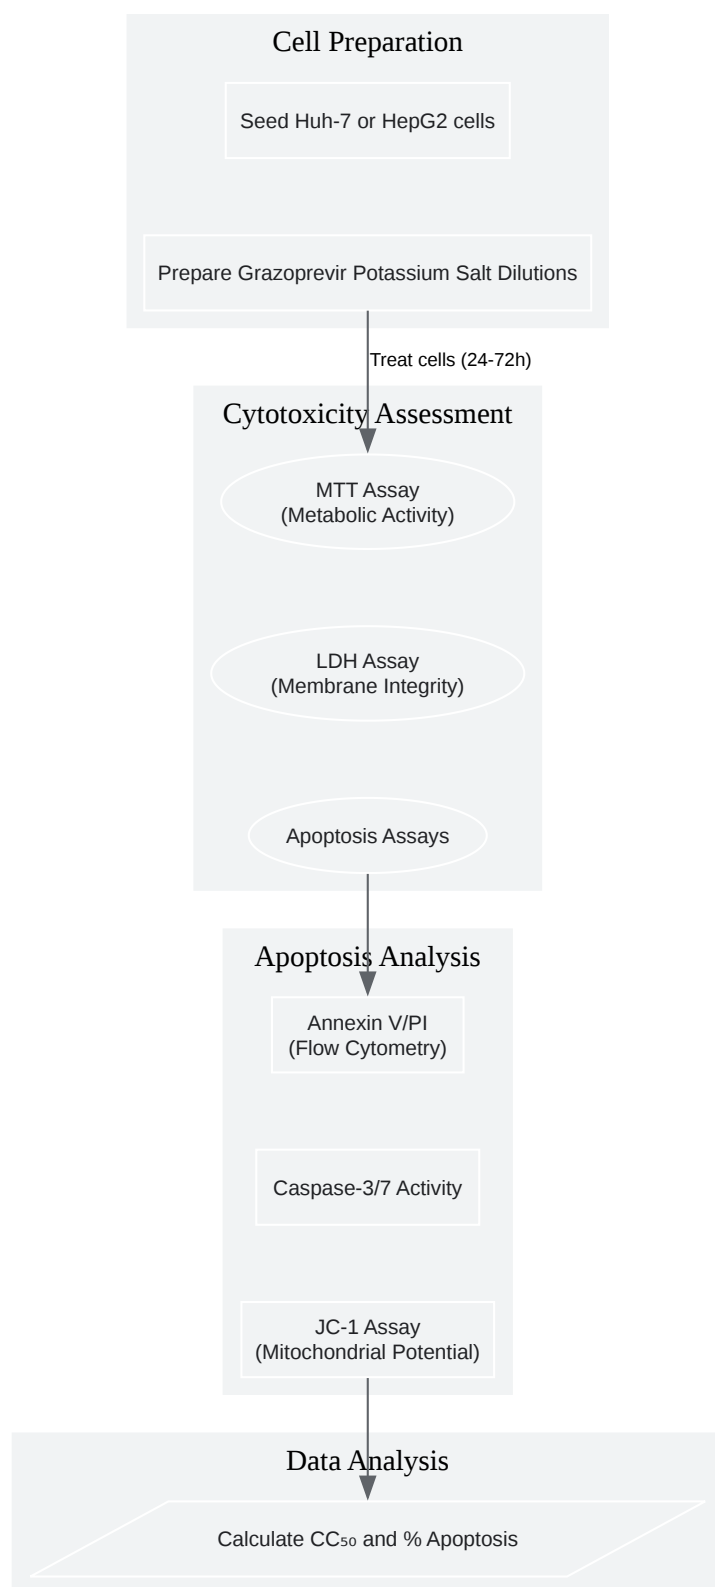 Cell Preparation
Seed Huh-7 or HepG2 cells
Prepare Grazoprevir Potassium Salt Dilutions
Treat cells (24-72h)
Cytotoxicity Assessment
MTT Assay
(Metabolic Activity)
LDH Assay
(Membrane Integrity)
Apoptosis Assays
Apoptosis Analysis
Annexin V/PI
(Flow Cytometry)
Caspase-3/7 Activity
JC-1 Assay
(Mitochondrial Potential)
Data Analysis
Calculate CC₅₀ and % Apoptosis